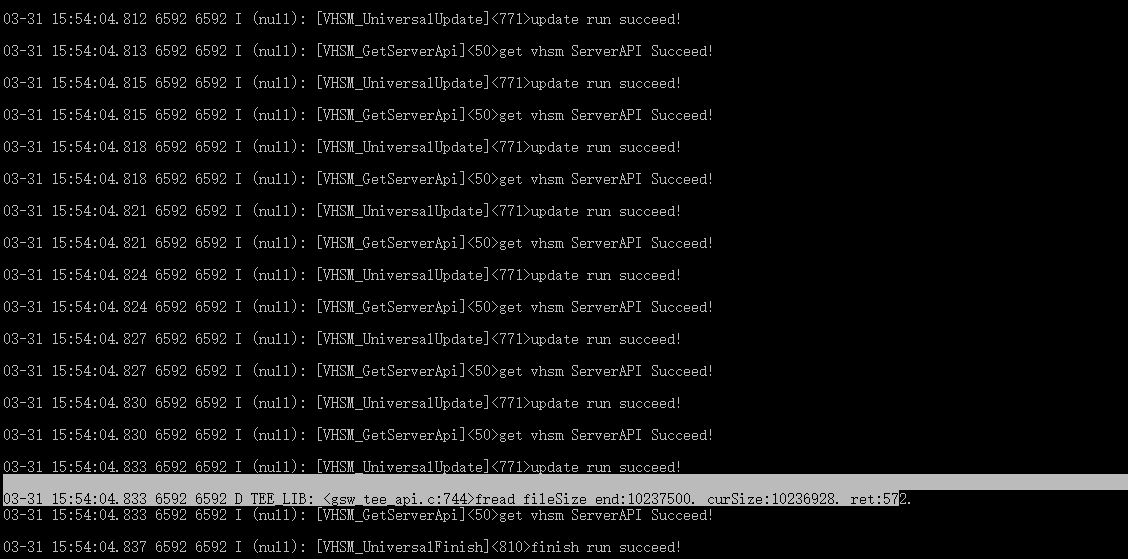 03-31 15:54:04.812 6592 6592 I (null): [VHSM_UniversalUpdate]<771>update run succeed!
03-31 15:54:04.813 6592 6592 I (null): [VHSM_GetServerApi]<50>get vhsm ServerAPI Succeed!
03-31 15:54:04.815 6592 6592 I (null): [VHSM_UniversalUpdate]<771>update run succeed!
03-31 15:54:04.815 6592 6592 I (null): [VHSM_GetServerApi]<50>get vhsm ServerAPI Succeed!
03-31 15:54:04.818 6592 6592 I (null): [VHSM_UniversalUpdate]<771>update run succeed!
03-31 15:54:04.818 6592 6592 I (null): [VHSM_GetServerApi]<50>get vhsm ServerAPI Succeed!
03-31 15:54:04.821 6592 6592 I (null): [VHSM_UniversalUpdate]<771>update run succeed!
03-31 15:54:04.821 6592 6592 I (null): [VHSM_GetServerApi]<50>get vhsm ServerAPI Succeed!
03-31 15:54:04.824 6592 6592 I (null): [VHSM_UniversalUpdate]<771>update run succeed!
03-31 15:54:04.824 6592 6592 I (null): [VHSM_GetServerApi]<50>get vhsm ServerAPI Succeed!
03-31 15:54:04.827 6592 6592 I (null): [VHSM_UniversalUpdate]<771>update run succeed!
03-31 15:54:04.827 6592 6592 I (null): [VHSM_GetServerApi]<50>get vhsm ServerAPI Succeed!
03-31 15:54:04.830 6592 6592 I (null): [VHSM_UniversalUpdate]<771>update run succeed!
03-31 15:54:04.830 6592 6592 I (null): [VHSM_GetServerApi]<50>get vhsm ServerAPI Succeed!
03-31 15:54:04.833 6592 6592 I (null): [VHSM_UniversalUpdate]<771>update run succeed!
03-31 15:54:04.833 6592 6592 D TEE_LIB: <gsw_tee_api.c:744>fread fileSize end:10237500. curSize:10236928. ret:572.
03-31 15:54:04.833 6592 6592 I (null): [VHSM_GetServerApi]<50>get vhsm ServerAPI Succeed!
03-31 15:54:04.837 6592 6592 I (null): [VHSM_UniversalFinish]<810>finish run succeed!